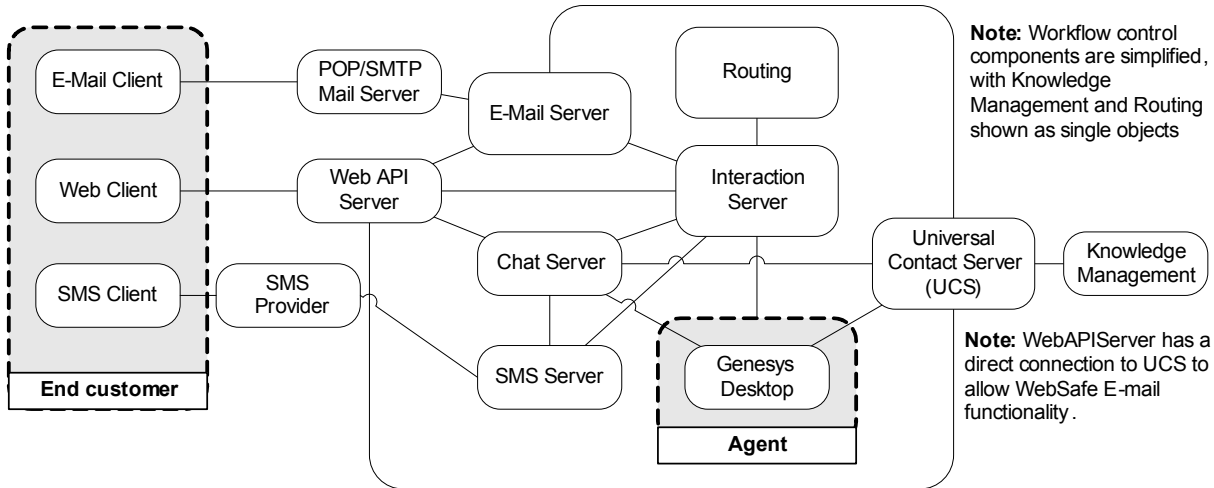 E-Mail Client
POP/SMTP
Mail Server
E-Mail Server
Routing
Note: Workflow control
components are simplified,
with Knowledge
Management and Routing
shown as single objects
Web Client
Web API
Server
Interaction
Server
SMS Client
SMS
Provider
Chat Server
Universal
Contact Server
(UCS)
Knowledge
Management
SMS Server
Genesys
Desktop
Note: WebAPIServer has a
direct connection to UCS to
allow WebSafe E-mail
functionality.
End customer
Agent